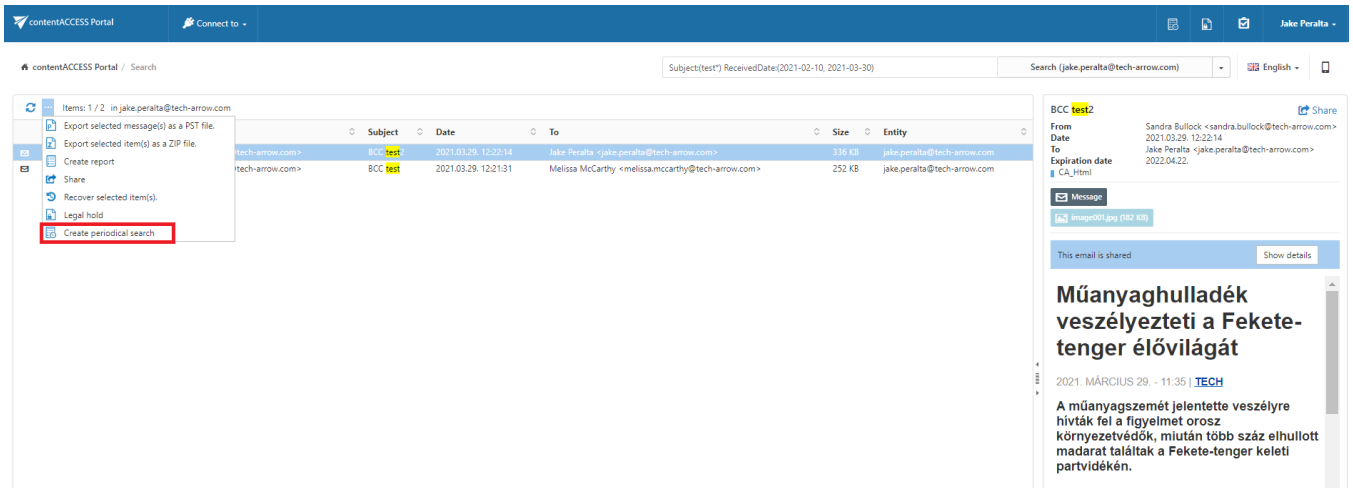 contentACCESS Portal
Connect to
Jake Peralta
contentACCESS Portal / Search
Subject:(test*) ReceivedDate:(2021-02-10, 2021-03-30)
Search (jake.peralta@tech-arrow.com)
English
Items: 1 / 2 in jake.peralta@tech-arrow.com
Export selected message(s) as a PST file.
Export selected item(s) as a ZIP file.
Create report
Share
Recover selected item(s).
Legal hold
Create periodical search
Subject Date To Size Entity
tech-arrow.com> BCC test2 2021.03.29. 12:22:14 Jake Peralta <jake.peralta@tech-arrow.com> 336 KB jake.peralta@tech-arrow.com
tech-arrow.com> BCC test 2021.03.29. 12:21:31 Melissa McCarthy <melissa.mccarthy@tech-arrow.com> 252 KB jake.peralta@tech-arrow.com
BCC test2
Share
From Sandra Bullock <sandra.bullock@tech-arrow.com>
Date 2021.03.29. 12:22:14
To Jake Peralta <jake.peralta@tech-arrow.com>
Expiration date 2022.04.22.
CA_Html
Message
image001.jpg (182 KB)
This email is shared
Show details
Műanyaghulladék
veszélyezteti a Fekete-
tenger élővilágát
2021. MÁRCIUS 29. - 11:35 | TECH
A műanyagszemét jelentette veszélyre
hívták fel a figyelmet orosz
környezetvédők, miután több száz elhullott
madarat találtak a Fekete-tenger keleti
partvidékén.